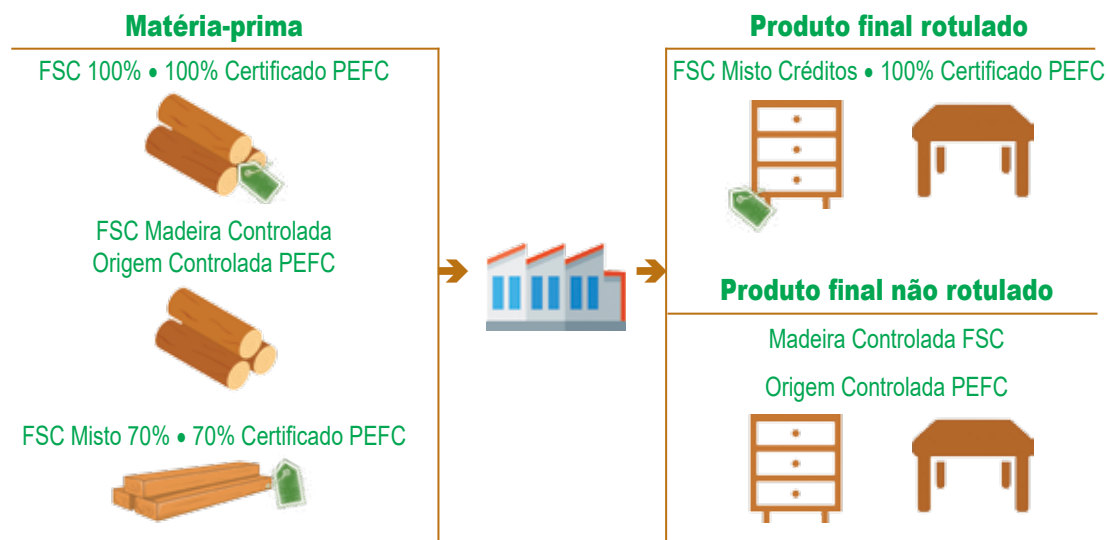 Matéria-prima
FSC 100% • 100% Certificado PEFC
FSC Madeira Controlada
Origem Controlada PEFC
FSC Misto 70% • 70% Certificado PEFC
Produto final rotulado
FSC Misto Créditos • 100% Certificado PEFC
Produto final não rotulado
Madeira Controlada FSC
Origem Controlada PEFC